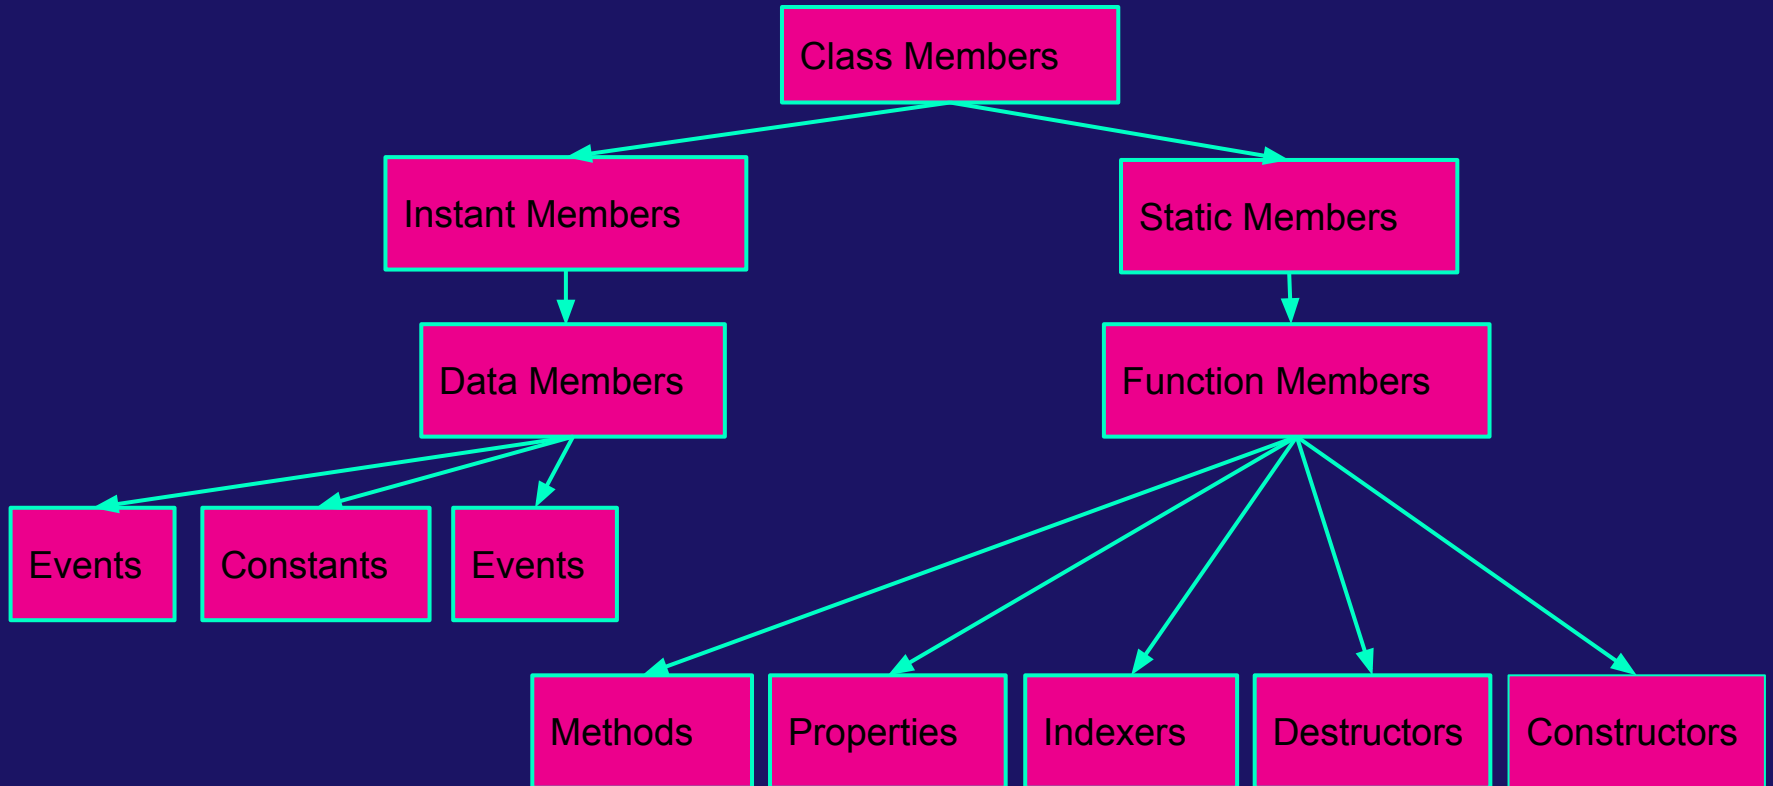 Class Members
Instant Members
Static Members
Data Members
Function Members
Events
Constants
Events
Methods
Properties
Indexers
Destructors
Constructors